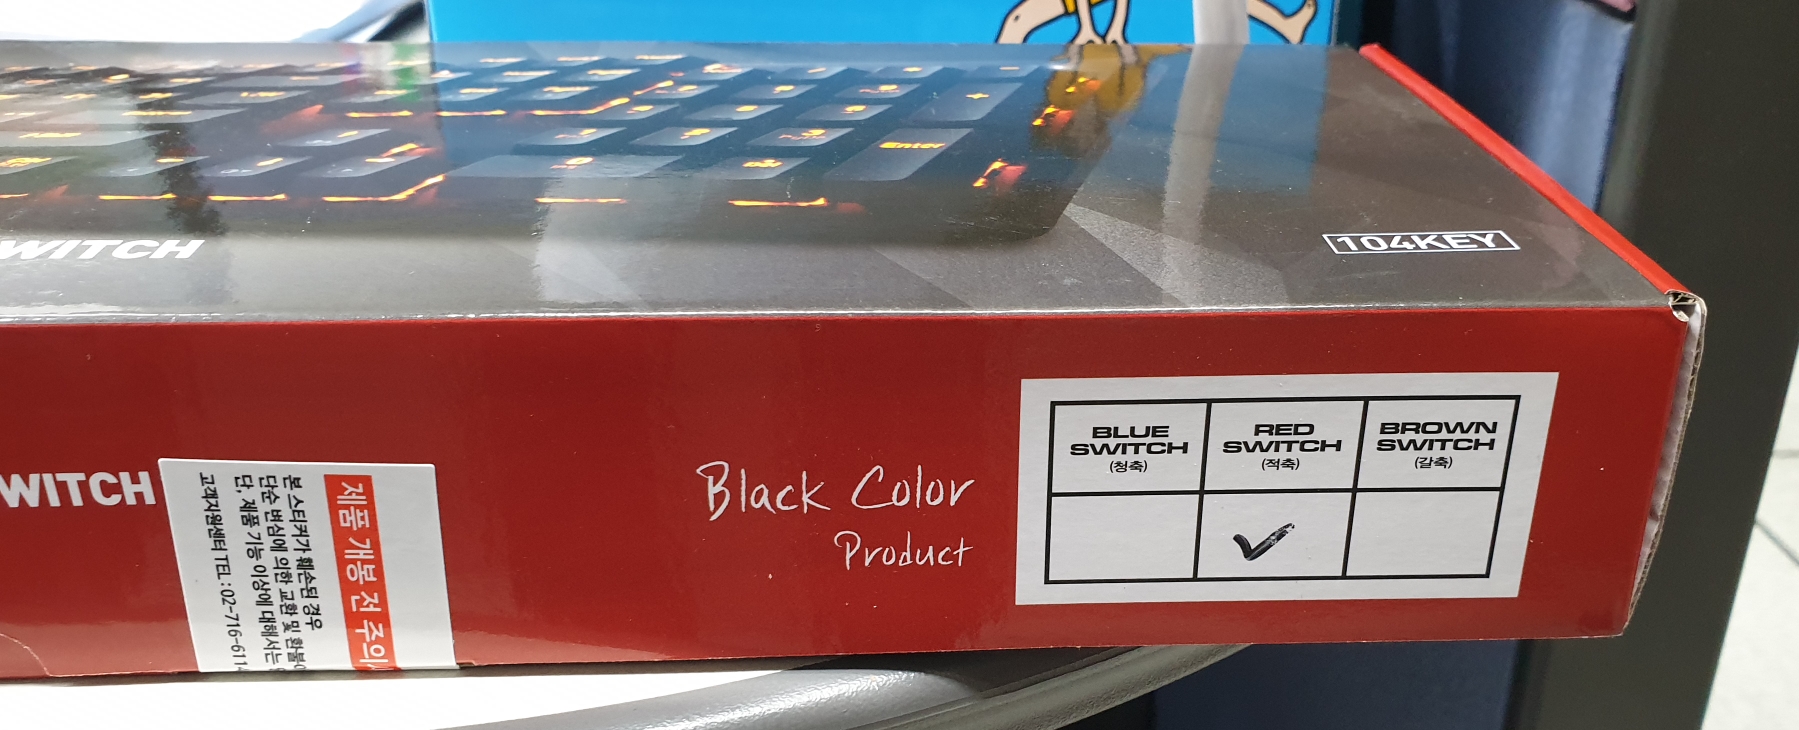 Enter
WITCH
104KEY
WITCH
제품 개봉 전 주의
본 스티커가 훼손된 경우
단순 변심에 의한 교환 및 환불
단, 제품 기능 이상에 대해서는
고객지원센터 TEL : 02-716-611
Black Color
Product
BLUE SWITCH (청축)
RED SWITCH (적축)
BROWN SWITCH (갈축)